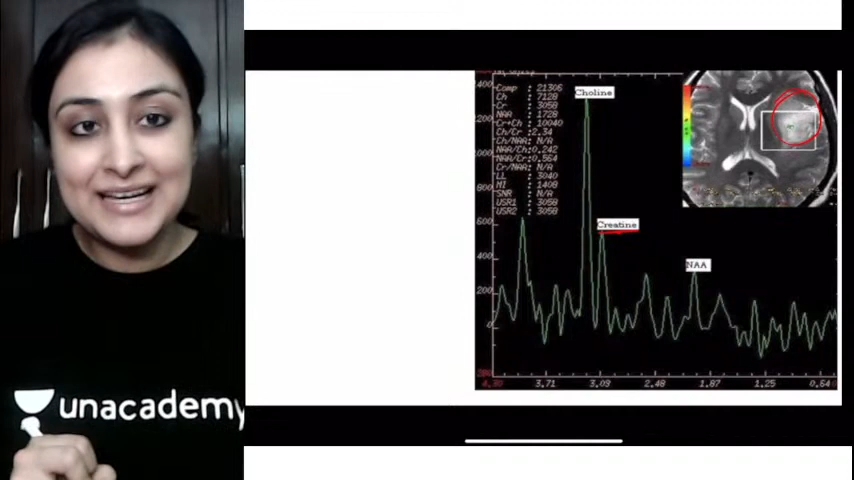 unacademy
Comp : 21306
Ch : 7128
Cr : 3058
NAA : 1728
Cr+Ch : 10040
Ch/Cr : 2.34
Ch/NAA: N/A
NAA/Ch:0.242
NAA/Cr:0.564
Cr/NAA: N/A
LL : 3040
MI : 1408
SNR : N/A
USR1 : 3058
USR2 : 3058
Choline
Creatine
NAA
1400
1200
1000
800
600
400
200
0
4.30 3.71 3.09 2.48 1.87 1.25 0.64